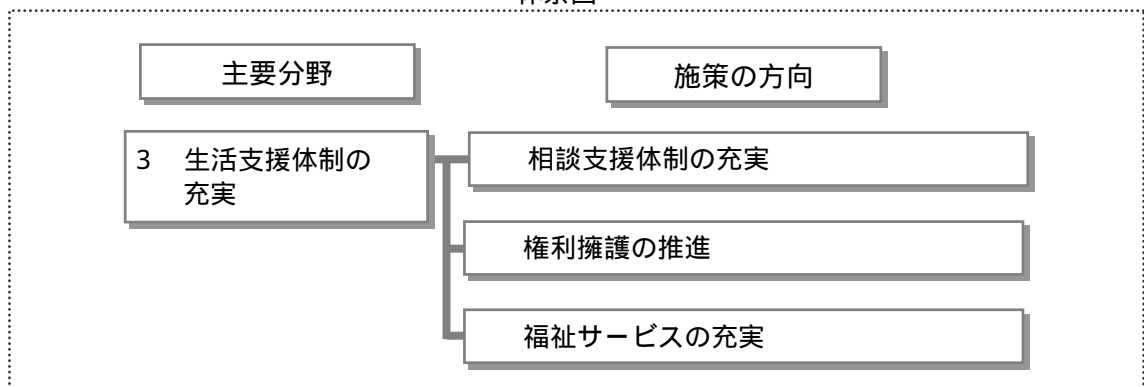 主要分野
施策の方向
3 生活支援体制の
充実
相談支援体制の充実
権利擁護の推進
福祉サービスの充実